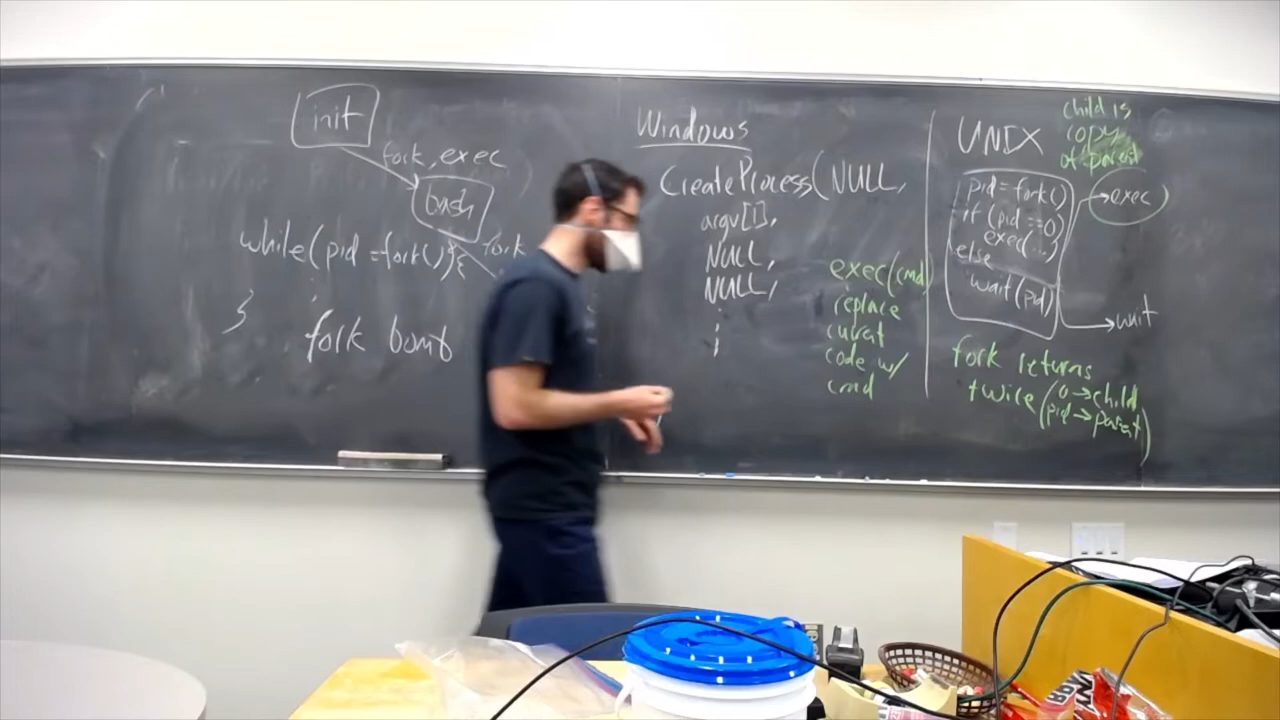 init
fork, exec
bash
while(pid = fork()){
fork
}
fork bomb
Windows
CreateProcess(NULL,
argv[1],
NULL,
NULL,
exec(cmd)
replace
code w/
cmd
UNIX
child is
copy
of parent
pid=fork()
if (pid ==0)
exec(...)
else
wait(pid)
exec
wait
fork returns
twice (0→child
pid→parent)